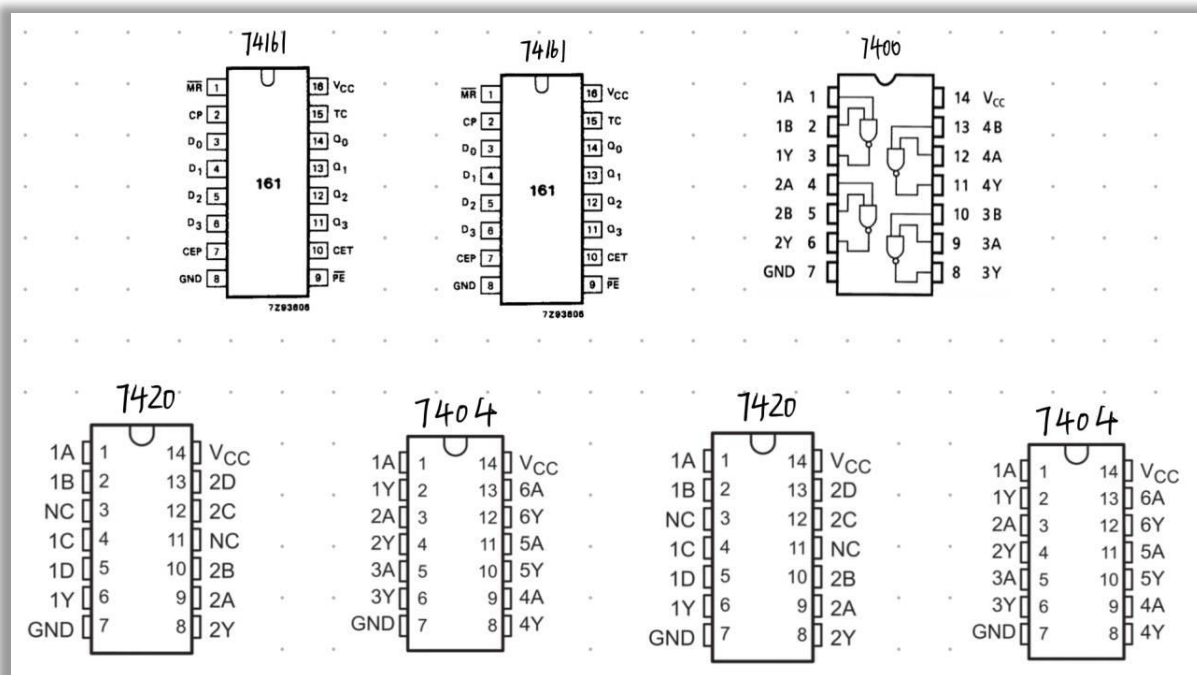 74161
M̅R̅ 1 16 VCC
CP 2 15 TC
D0 3 14 Q0
D1 4 13 Q1
D2 5 12 Q2
D3 6 11 Q3
CEP 7 10 CET
GND 8 9 P̅E̅
161
7Z93606
74161
M̅R̅ 1 16 VCC
CP 2 15 TC
D0 3 14 Q0
D1 4 13 Q1
D2 5 12 Q2
D3 6 11 Q3
CEP 7 10 CET
GND 8 9 P̅E̅
161
7Z93606
7400
1A 1 14 VCC
1B 2 13 4B
1Y 3 12 4A
2A 4 11 4Y
2B 5 10 3B
2Y 6 9 3A
GND 7 8 3Y
7420
1A 1 14 VCC
1B 2 13 2D
NC 3 12 2C
1C 4 11 NC
1D 5 10 2B
1Y 6 9 2A
GND 7 8 2Y
7404
1A 1 14 VCC
1Y 2 13 6A
2A 3 12 6Y
2Y 4 11 5A
3A 5 10 5Y
3Y 6 9 4A
GND 7 8 4Y
7420
1A 1 14 VCC
1B 2 13 2D
NC 3 12 2C
1C 4 11 NC
1D 5 10 2B
1Y 6 9 2A
GND 7 8 2Y
7404
1A 1 14 VCC
1Y 2 13 6A
2A 3 12 6Y
2Y 4 11 5A
3A 5 10 5Y
3Y 6 9 4A
GND 7 8 4Y